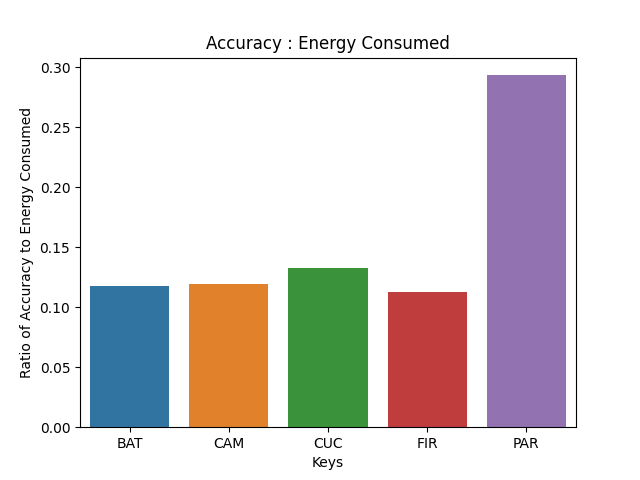 Accuracy : Energy Consumed
Ratio of Accuracy to Energy Consumed
0.30
0.25
0.20
0.15
0.10
0.05
0.00
BAT CAM CUC FIR PAR
Keys